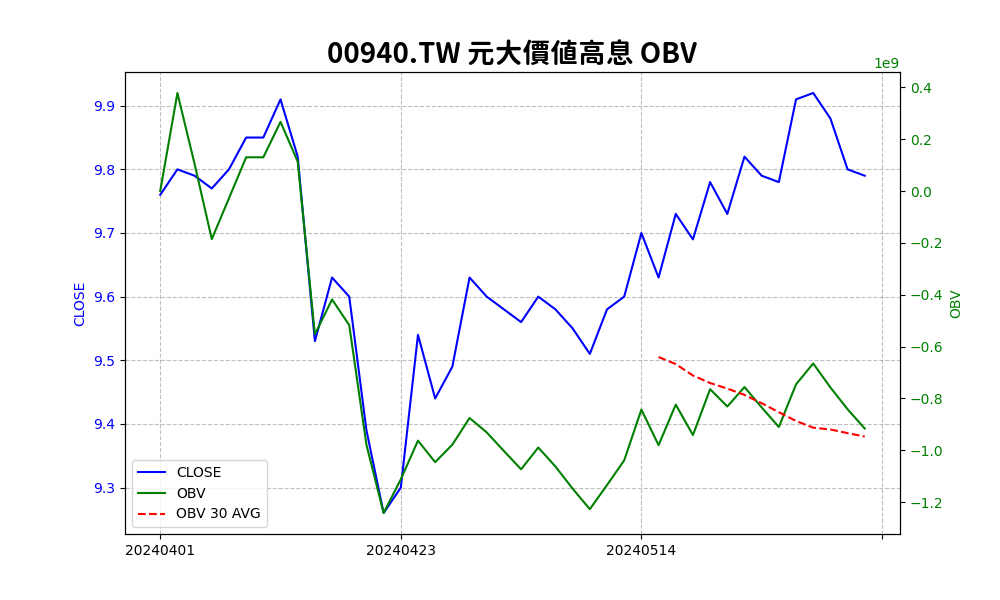 00940.TW 元大價值高息 OBV
1e9
CLOSE
9.9
9.8
9.7
9.6
9.5
9.4
9.3
0.4
0.2
0.0
−0.2
−0.4
−0.6
−0.8
−1.0
−1.2
OBV
CLOSE
OBV
OBV 30 AVG
20240401
20240423
20240514